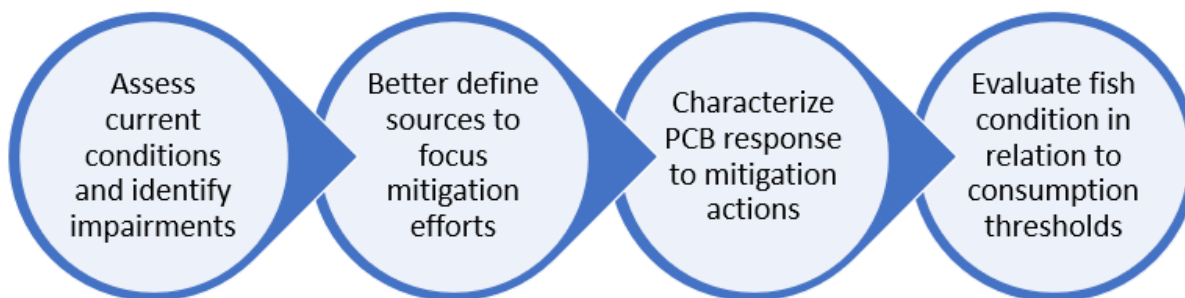 Assess
current
conditions
and identify
impairments
Better define
sources to
focus
mitigation
efforts
Characterize
PCB response
to mitigation
actions
Evaluate fish
condition in
relation to
consumption
thresholds